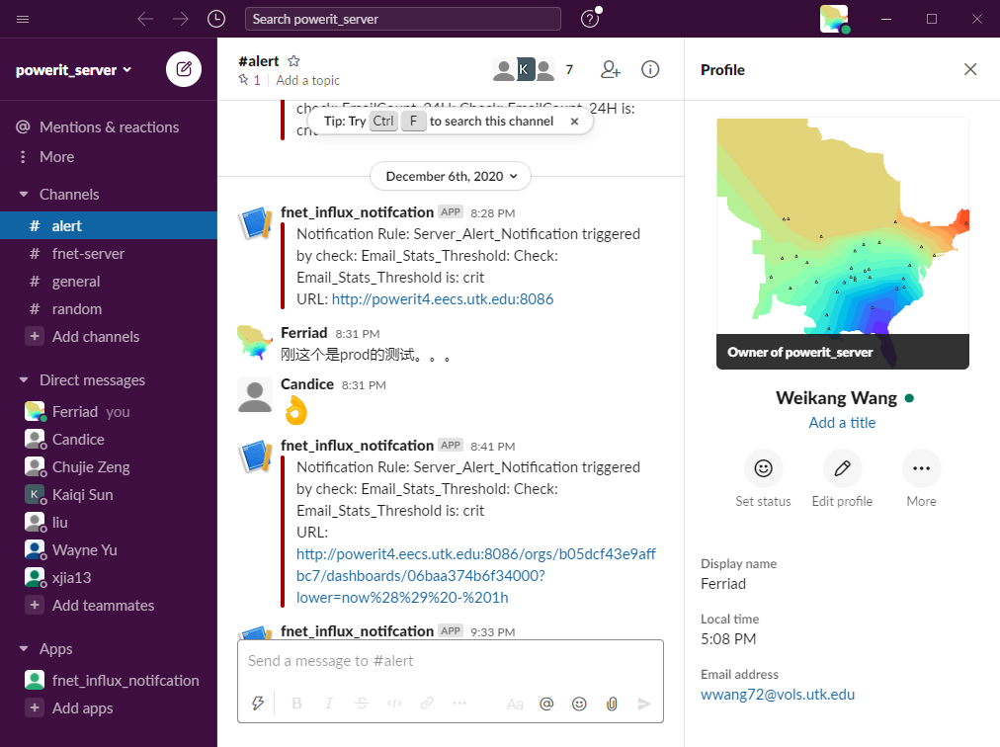 Search powerit_server
powerit_server
Mentions & reactions
More
Channels
# alert
# fnet-server
# general
# random
+ Add channels
Direct messages
Ferriad you
Candice
Chujie Zeng
K Kaiqi Sun
liu
Wayne Yu
xjia13
+ Add teammates
Apps
fnet_influx_notifcation
+ Add apps
#alert
1 | Add a topic
K
7
check: EmailCount_24H: Check: EmailCount_24H is:
crit
Tip: Try Ctrl F to search this channel
December 6th, 2020
fnet_influx_notifcation APP 8:28 PM
Notification Rule: Server_Alert_Notification triggered
by check: Email_Stats_Threshold: Check:
Email_Stats_Threshold is: crit
URL: http://powerit4.eecs.utk.edu:8086
Ferriad 8:31 PM
刚这个是prod的测试。。。
Candice 8:31 PM
fnet_influx_notifcation APP 8:41 PM
Notification Rule: Server_Alert_Notification triggered
by check: Email_Stats_Threshold: Check:
Email_Stats_Threshold is: crit
URL:
http://powerit4.eecs.utk.edu:8086/orgs/b05dcf43e9aff
bc7/dashboards/06baa374b6f34000?
lower=now%28%29%20-%201h
fnet_influx_notifcation APP 9:33 PM
Send a message to #alert
B I S </> Aa @
Profile
Owner of powerit_server
Weikang Wang
Add a title
Set status
Edit profile
More
Display name
Ferriad
Local time
5:08 PM
Email address
wwang72@vols.utk.edu